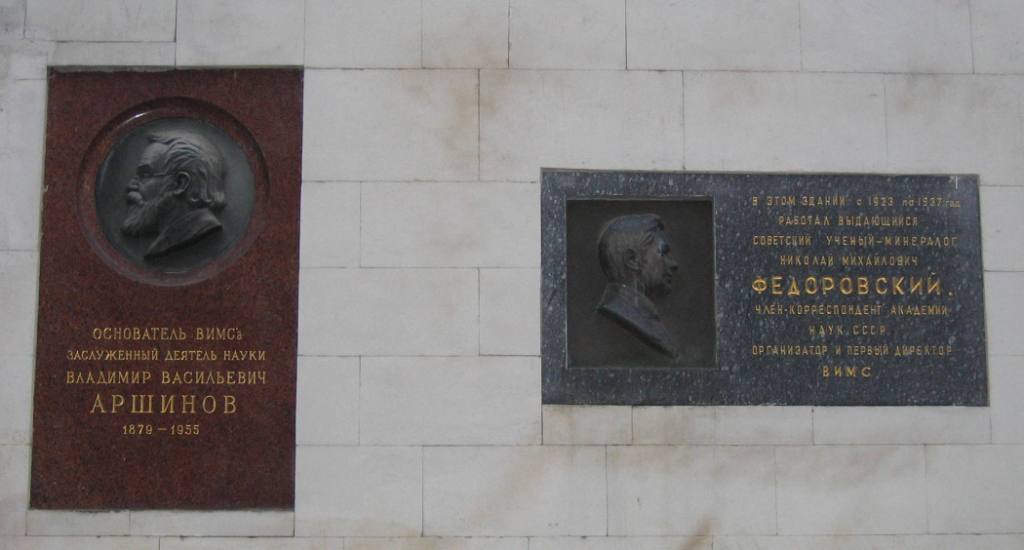 ОСНОВАТЕЛЬ ВИМС'а
ЗАСЛУЖЕННЫЙ ДЕЯТЕЛЬ НАУКИ
ВЛАДИМИР ВАСИЛЬЕВИЧ
АРШИНОВ
1879 – 1955
В ЭТОМ ЗДАНИИ с 1923 по 1937 год
РАБОТАЛ ВЫДАЮЩИЙСЯ
СОВЕТСКИЙ УЧЕНЫЙ-МИНЕРАЛОГ
НИКОЛАЙ МИХАЙЛОВИЧ
ФЕДОРОВСКИЙ.
ЧЛЕН-КОРРЕСПОНДЕНТ АКАДЕМИИ
НАУК СССР.
ОРГАНИЗАТОР И ПЕРВЫЙ ДИРЕКТОР
ВИМС